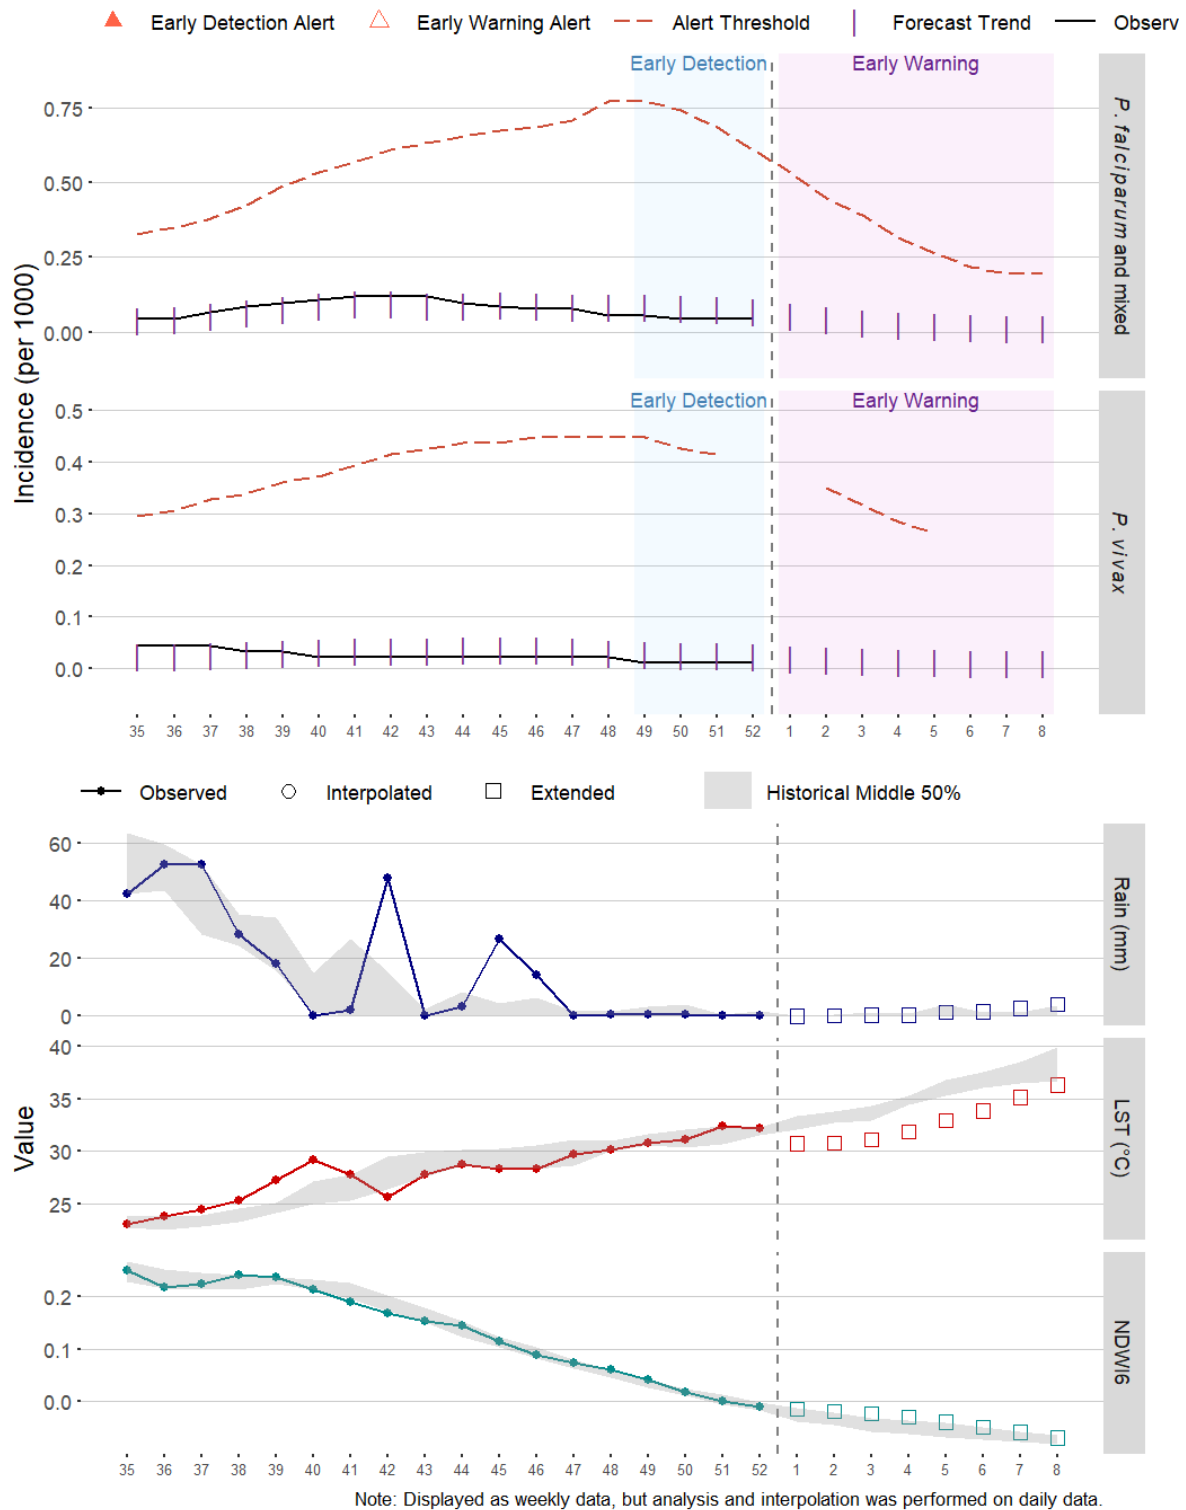 Early Detection Alert Early Warning Alert Alert Threshold Forecast Trend Observ
Early Detection Early Warning
0.75
0.50
0.25
0.00
P. falciparum and mixed
Incidence (per 1000)
Early Detection Early Warning
0.5
0.4
0.3
0.2
0.1
0.0
P. vivax
35 36 37 38 39 40 41 42 43 44 45 46 47 48 49 50 51 52 1 2 3 4 5 6 7 8
Observed Interpolated Extended Historical Middle 50%
60
40
20
0
Rain (mm)
Value
40
35
30
25
LST (°C)
0.2
0.1
0.0
NDWI6
35 36 37 38 39 40 41 42 43 44 45 46 47 48 49 50 51 52 1 2 3 4 5 6 7 8
Note: Displayed as weekly data, but analysis and interpolation was performed on daily data.